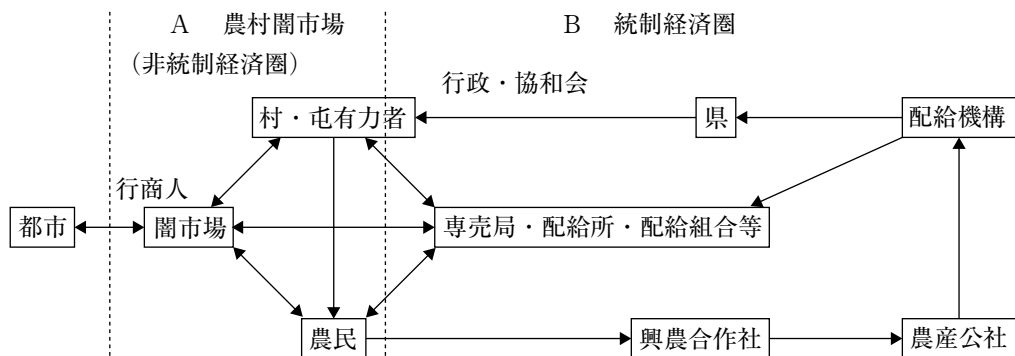 A 農村闇市場
(非統制経済圏)
B 統制経済圏
行政・協和会
村・屯有力者
県
配給機構
行商人
都市
闇市場
専売局・配給所・配給組合等
農民
興農合作社
農産公社